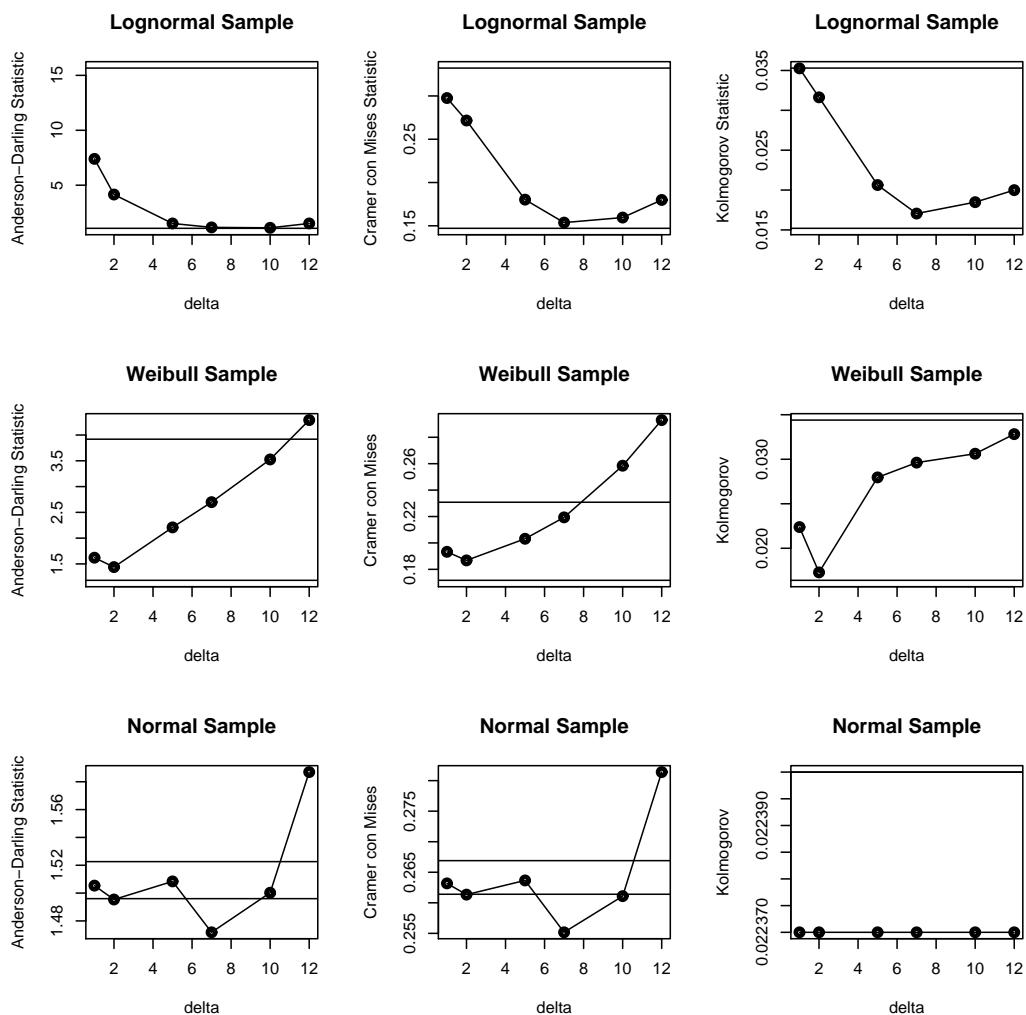 Lognormal Sample
Anderson−Darling Statistic
5 10 15
2 4 6 8 10 12
delta
Lognormal Sample
Cramer con Mises Statistic
0.15 0.25
2 4 6 8 10 12
delta
Lognormal Sample
Kolmogorov Statistic
0.015 0.025 0.035
2 4 6 8 10 12
delta
Weibull Sample
Anderson−Darling Statistic
1.5 2.5 3.5
2 4 6 8 10 12
delta
Weibull Sample
Cramer con Mises
0.18 0.22 0.26
2 4 6 8 10 12
delta
Weibull Sample
Kolmogorov
0.020 0.030
2 4 6 8 10 12
delta
Normal Sample
Anderson−Darling Statistic
1.48 1.52 1.56
2 4 6 8 10 12
delta
Normal Sample
Cramer con Mises
0.255 0.265 0.275
2 4 6 8 10 12
delta
Normal Sample
Kolmogorov
0.022370 0.022390
2 4 6 8 10 12
delta